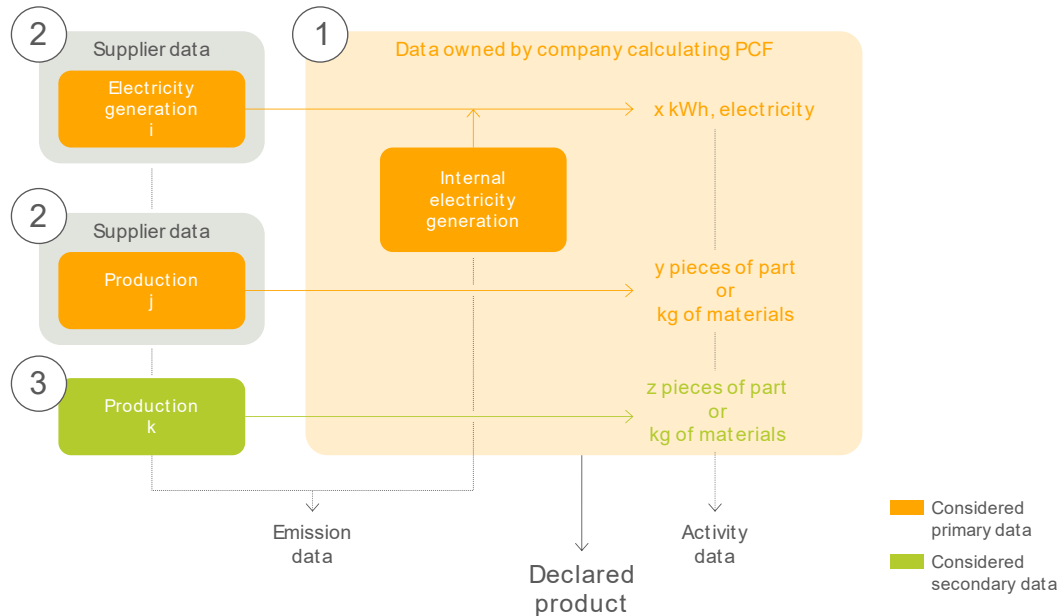 2
Supplier data
Electricity
generation
i
1
Data owned by company calculating PCF
x kWh, electricity
Internal
electricity
generation
2
Supplier data
Production
j
y pieces of part
or
kg of materials
3
Production
k
z pieces of part
or
kg of materials
Emission
data
Activity
data
Declared
product
Considered
primary data
Considered
secondary data